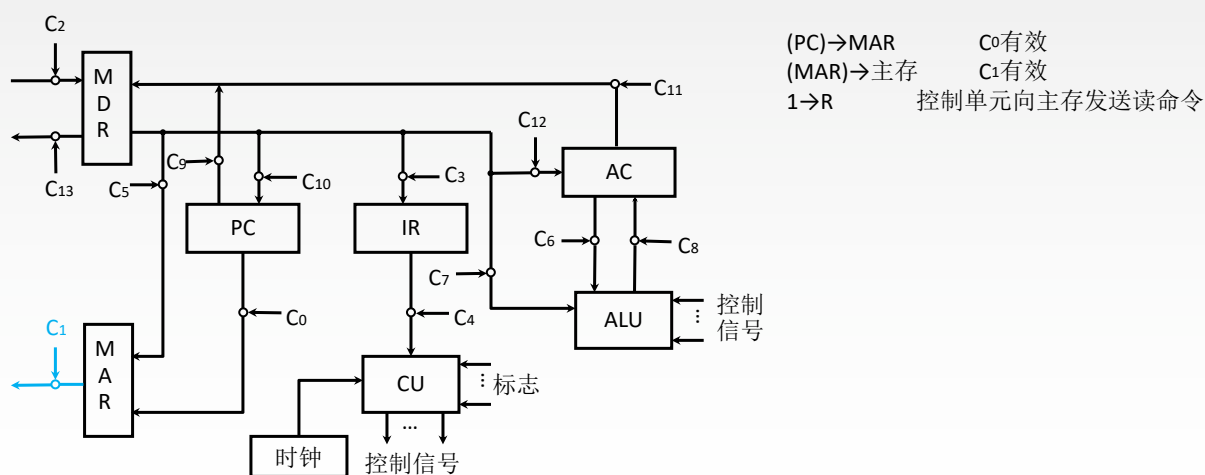 C2
M
D
R
C13
C5
C9
C10
C3
C12
C11
AC
PC
IR
C6
C8
C7
C0
C4
ALU
控制
信号
...
C1
M
A
R
CU
...
标志
...
时钟
控制信号
(PC)→MAR C0有效
(MAR)→主存 C1有效
1→R 控制单元向主存发送读命令